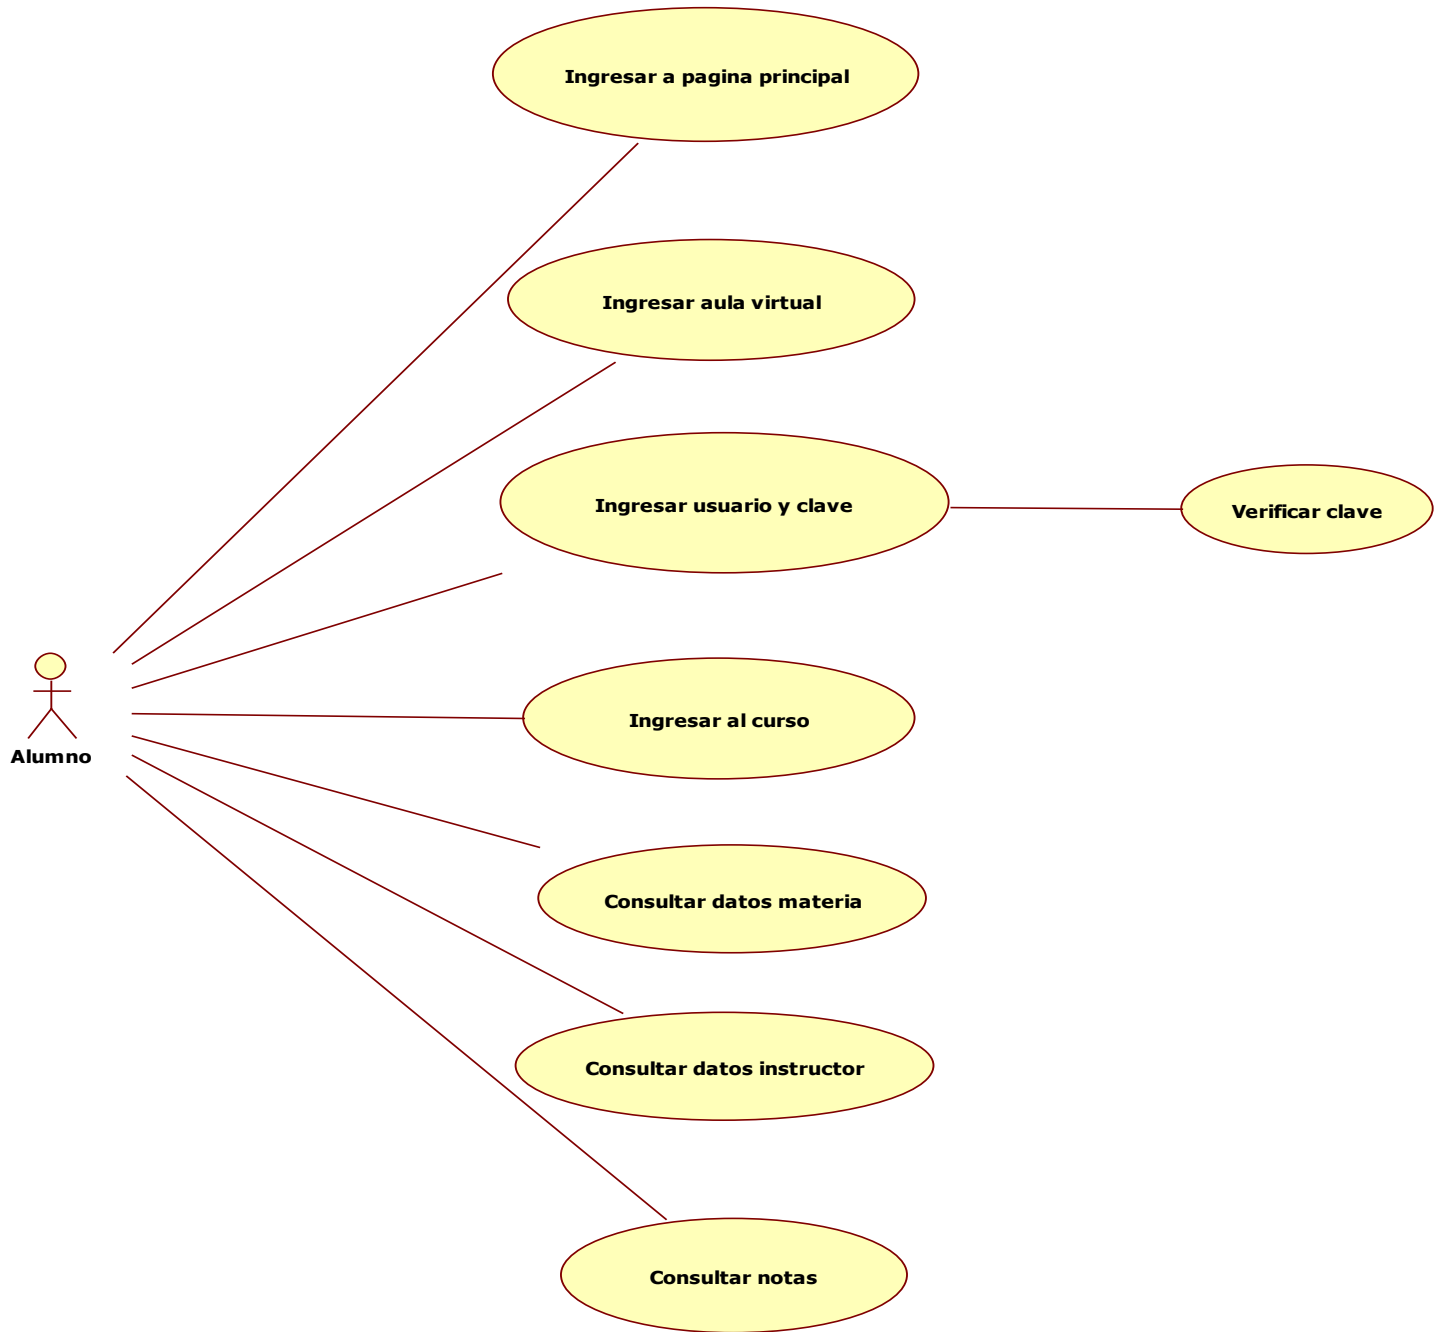 Ingresar a pagina principal
Ingresar aula virtual
Ingresar usuario y clave
Verificar clave
Ingresar al curso
Alumno
Consultar datos materia
Consultar datos instructor
Consultar notas